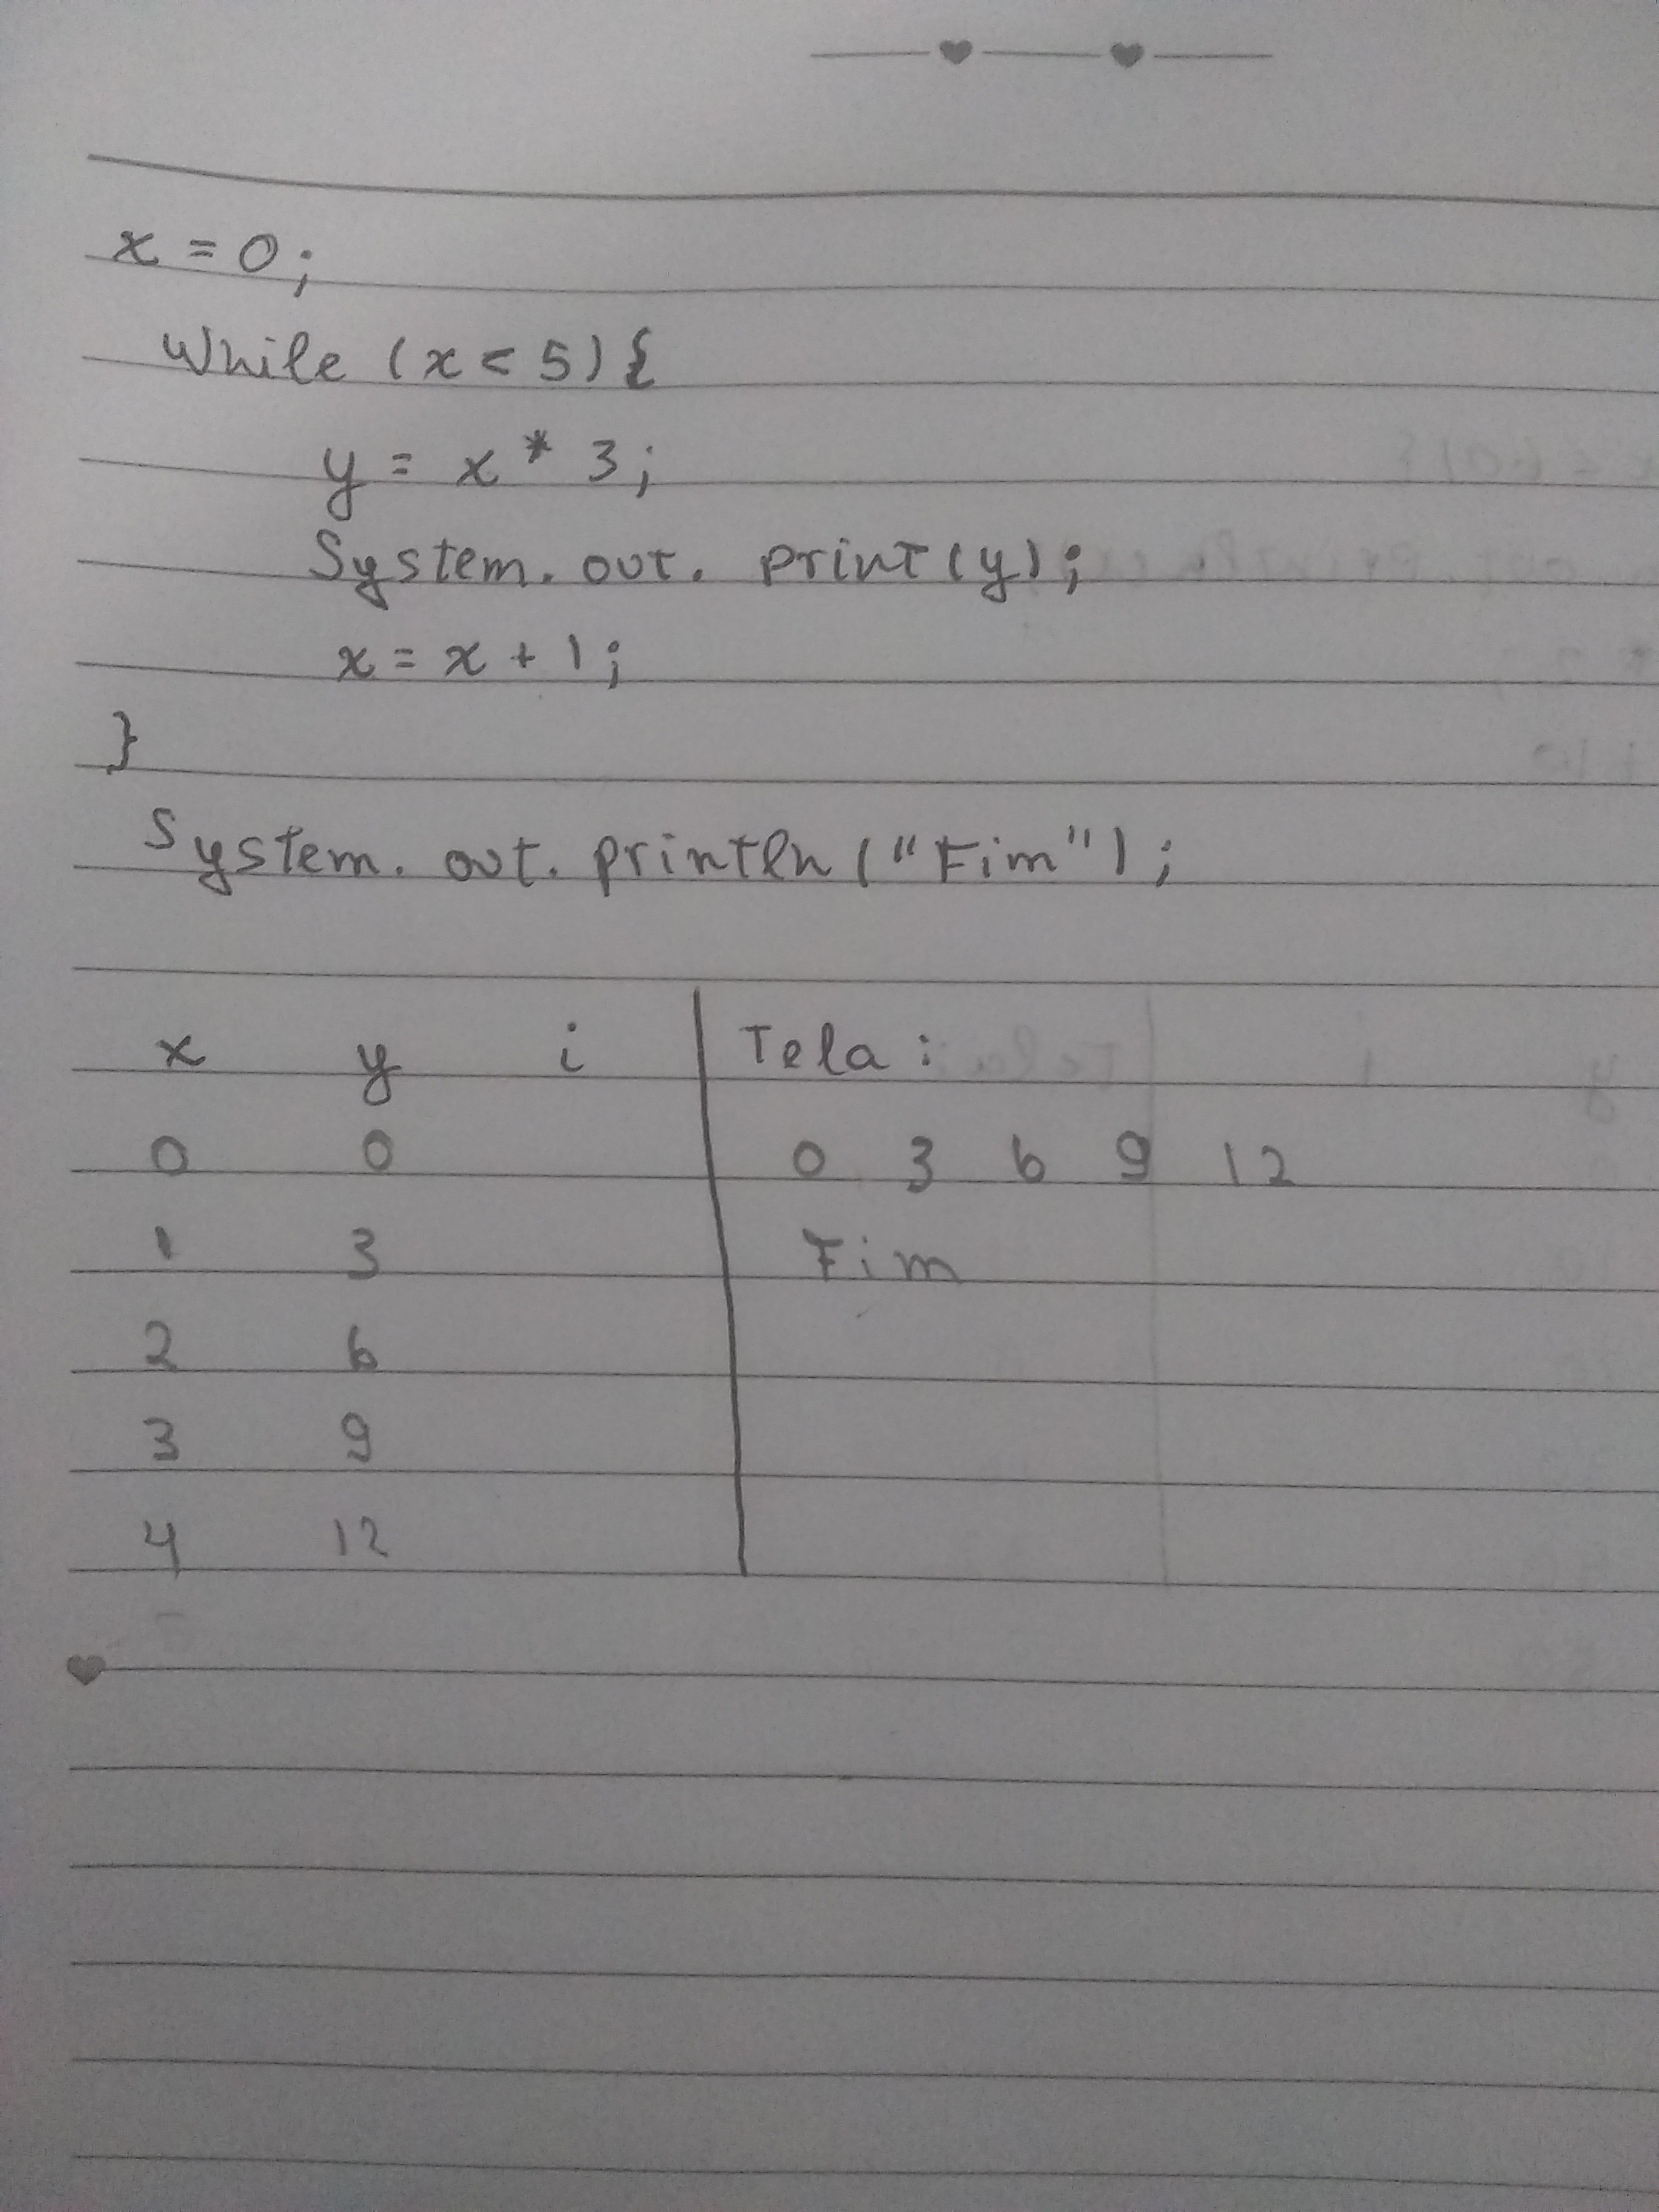 x = 0;
while (x < 5) {
y = x * 3;
System. out. print(y);
x = x + 1;
}
System. out. println ("Fim");
x y i Tela:
0 0 0 3 6 9 12
1 3 Fim
2 6
3 9
4 12